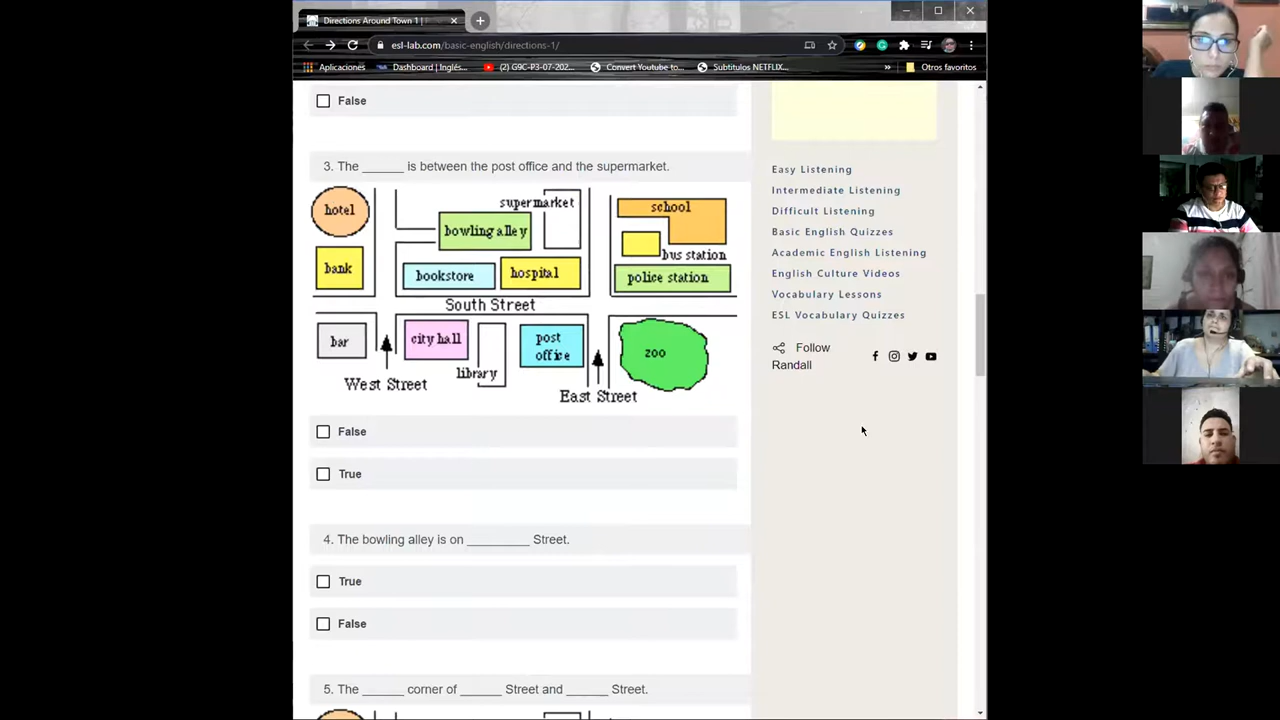 Directions Around Town 1 |
esl-lab.com/basic-english/directions-1/
Aplicaciones
Dashboard | Inglés...
(2) G9C-P3-07-202...
Convert Youtube to...
Subtitulos NETFLIX...
»
Otros favoritos
False
3. The ______ is between the post office and the supermarket.
hotel
supermarket
school
bowling alley
bank
bookstore
hospital
bus station
police station
South Street
bar
city hall
library
post
office
zoo
West Street
East Street
False
True
4. The bowling alley is on _________ Street.
True
False
5. The ______ corner of ______ Street and ______ Street.
Easy Listening
Intermediate Listening
Difficult Listening
Basic English Quizzes
Academic English Listening
English Culture Videos
Vocabulary Lessons
ESL Vocabulary Quizzes
Follow
Randall